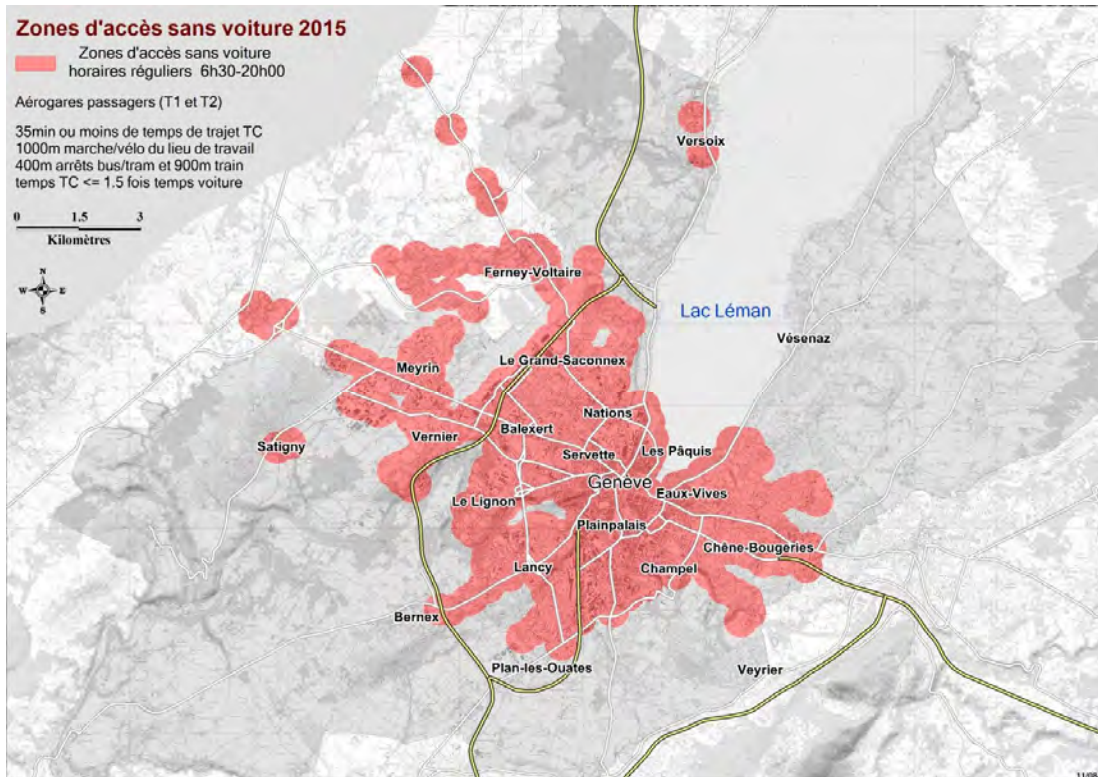 Zones d'accès sans voiture 2015
Zones d'accès sans voiture
horaires réguliers 6h30-20h00
Aérogares passagers (T1 et T2)
35min ou moins de temps de trajet TC
1000m marche/vélo du lieu de travail
400m arrêts bus/tram et 900m train
temps TC <= 1.5 fois temps voiture
0 1.5 3
Kilomètres
N
W E
S
Versoix
Ferney-Voltaire
Lac Léman
Vésenaz
Le Grand-Saconnex
Meyrin
Nations
Balexert
Vernier
Satigny
Servette
Les Pâquis
Genève
Eaux-Vives
Le Lignon
Plainpalais
Chêne-Bougeries
Lancy
Champel
Bernex
Plan-les-Ouates
Veyrier